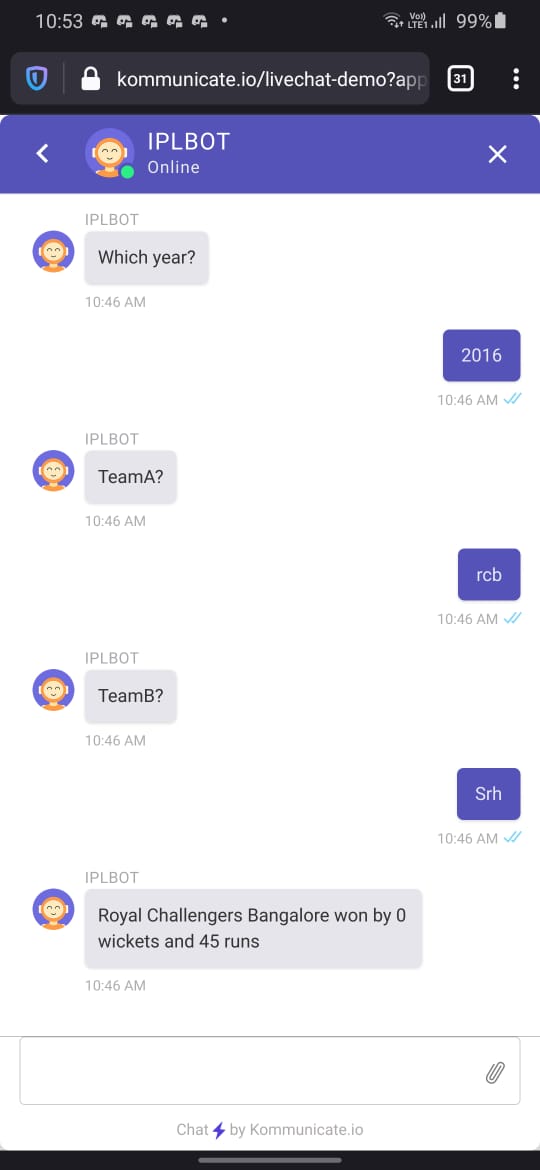 10:53
Vo))
LTE1
99%
kommunicate.io/livechat-demo?app
31
IPLBOT
Online
IPLBOT
Which year?
10:46 AM
2016
10:46 AM
IPLBOT
TeamA?
10:46 AM
rcb
10:46 AM
IPLBOT
TeamB?
10:46 AM
Srh
10:46 AM
IPLBOT
Royal Challengers Bangalore won by 0
wickets and 45 runs
10:46 AM
Chat by Kommunicate.io